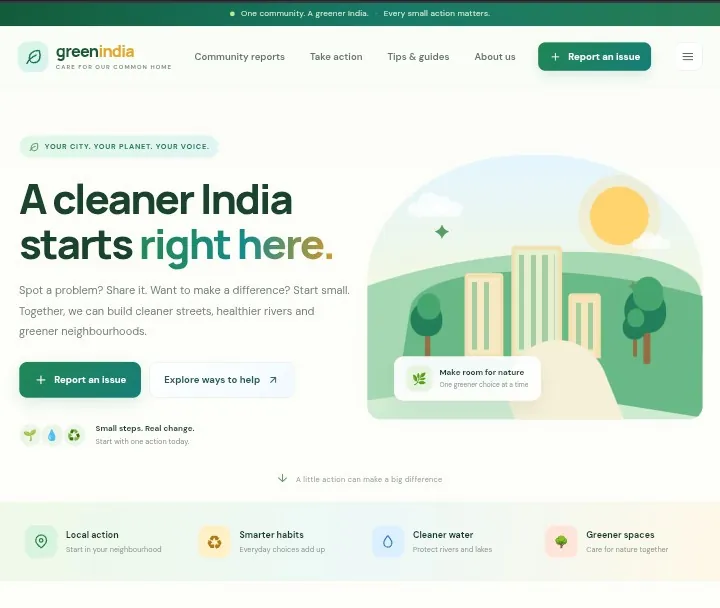 One community. A greener India. · Every small action matters.
greenindia
CARE FOR OUR COMMON HOME
Community reports
Take action
Tips & guides
About us
+ Report an issue
YOUR CITY. YOUR PLANET. YOUR VOICE.
A cleaner India
starts right here.
Spot a problem? Share it. Want to make a difference? Start small.
Together, we can build cleaner streets, healthier rivers and
greener neighbourhoods.
+ Report an issue
Explore ways to help ↗
Make room for nature
One greener choice at a time
Small steps. Real change.
Start with one action today.
↓ A little action can make a big difference
Local action
Start in your neighbourhood
Smarter habits
Everyday choices add up
Cleaner water
Protect rivers and lakes
Greener spaces
Care for nature together